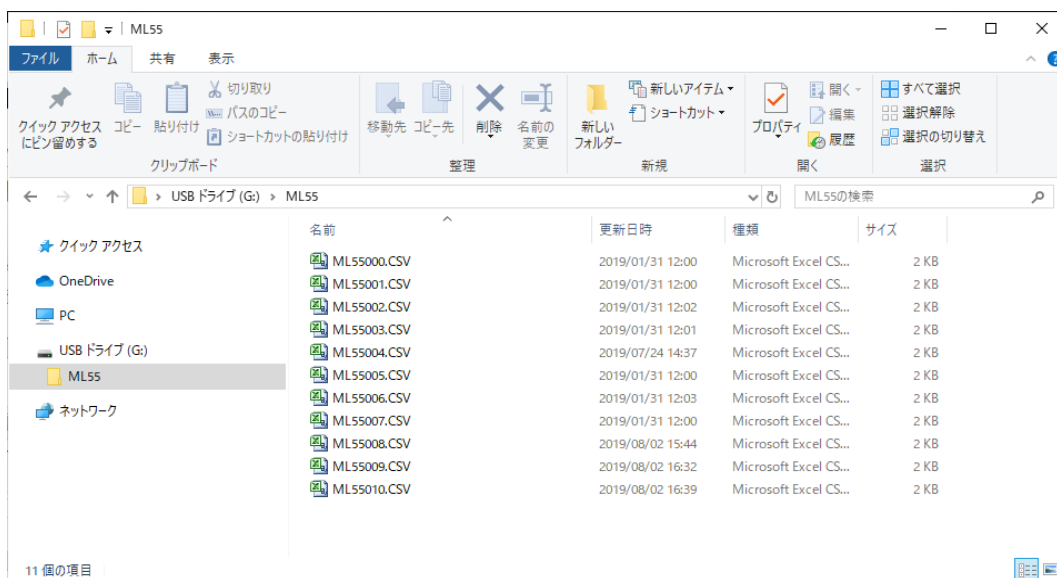 ML55
ファイル ホーム 共有 表示
クイック アクセス
にピン留めする
コピー
貼り付け
切り取り
パスのコピー
ショートカットの貼り付け
クリップボード
移動先
コピー先
削除
名前の
変更
整理
新しい
フォルダー
新しいアイテム
ショートカット
新規
プロパティ
開く
編集
履歴
開く
すべて選択
選択解除
選択の切り替え
選択
USB ドライブ (G:) ML55
ML55の検索
クイック アクセス
OneDrive
PC
USB ドライブ (G:)
ML55
ネットワーク
名前 更新日時 種類 サイズ
ML55000.CSV 2019/01/31 12:00 Microsoft Excel CS... 2 KB
ML55001.CSV 2019/01/31 12:00 Microsoft Excel CS... 2 KB
ML55002.CSV 2019/01/31 12:02 Microsoft Excel CS... 2 KB
ML55003.CSV 2019/01/31 12:01 Microsoft Excel CS... 2 KB
ML55004.CSV 2019/07/24 14:37 Microsoft Excel CS... 2 KB
ML55005.CSV 2019/01/31 12:00 Microsoft Excel CS... 2 KB
ML55006.CSV 2019/01/31 12:03 Microsoft Excel CS... 2 KB
ML55007.CSV 2019/01/31 12:00 Microsoft Excel CS... 2 KB
ML55008.CSV 2019/08/02 15:44 Microsoft Excel CS... 2 KB
ML55009.CSV 2019/08/02 16:32 Microsoft Excel CS... 2 KB
ML55010.CSV 2019/08/02 16:39 Microsoft Excel CS... 2 KB
11 個の項目